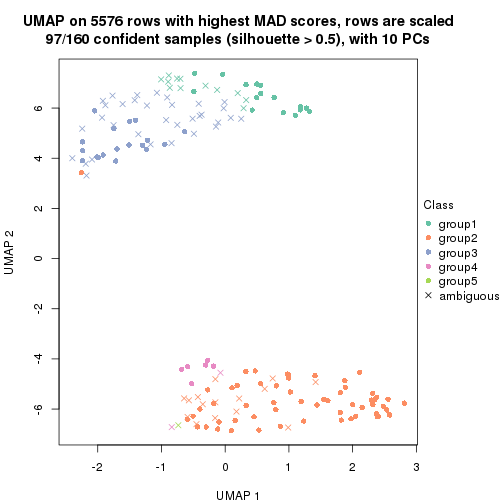 UMAP on 5576 rows with highest MAD scores, rows are scaled
97/160 confident samples (silhouette > 0.5), with 10 PCs
6
4
2
0
-2
-4
-6
UMAP 2
-2
-1
0
1
2
3
UMAP 1
Class
group1
group2
group3
group4
group5
ambiguous